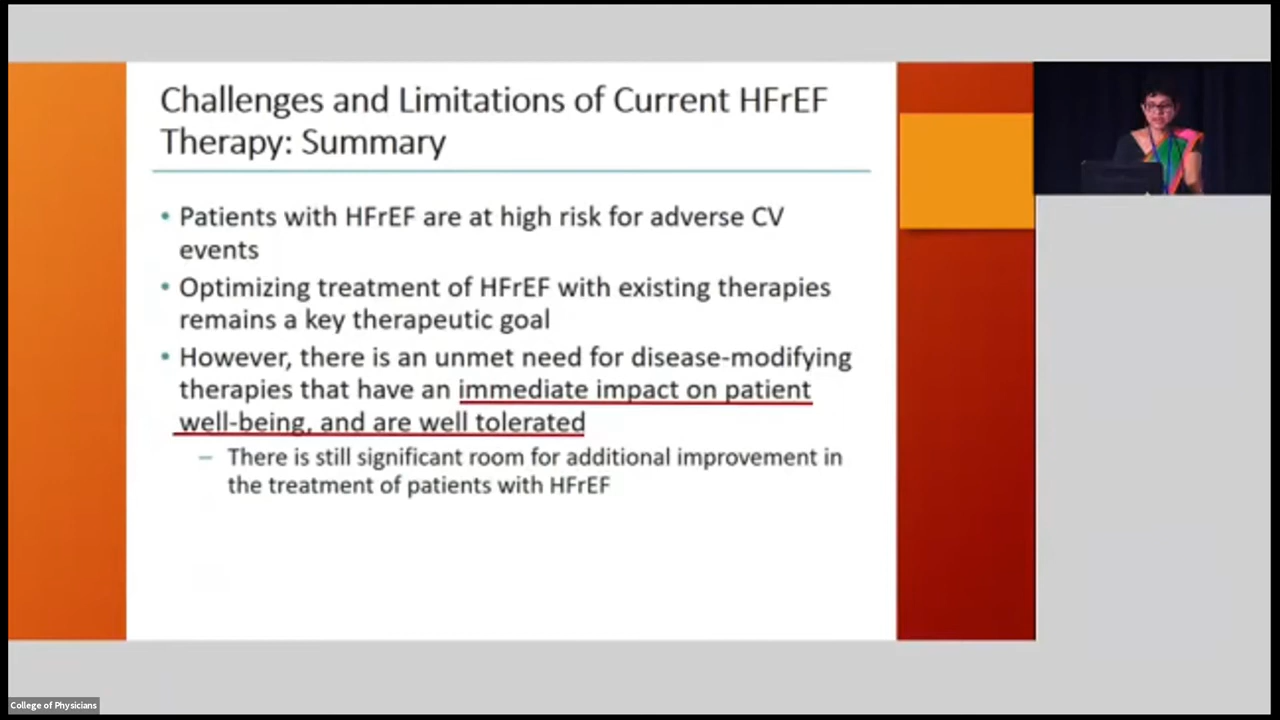 Challenges and Limitations of Current HFrEF
Therapy: Summary
• Patients with HFrEF are at high risk for adverse CV
events
• Optimizing treatment of HFrEF with existing therapies
remains a key therapeutic goal
• However, there is an unmet need for disease-modifying
therapies that have an immediate impact on patient
well-being, and are well tolerated
– There is still significant room for additional improvement in
the treatment of patients with HFrEF
College of Physicians